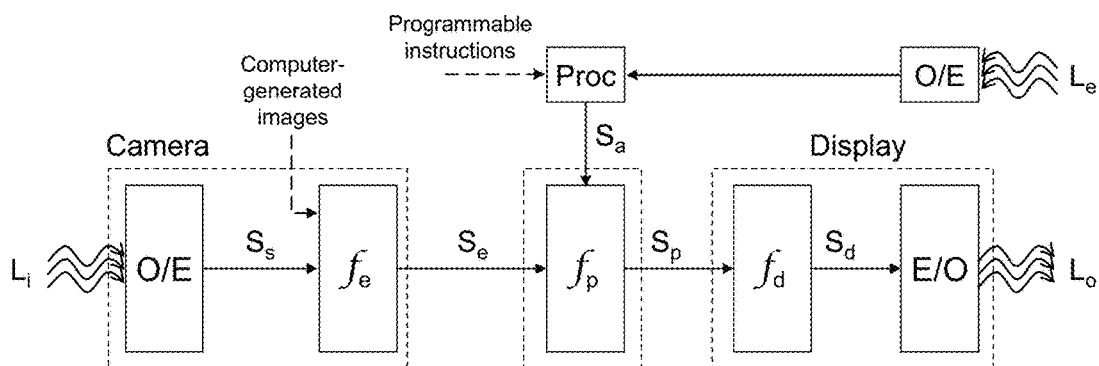 Programmable
instructions
Computer-
generated
images
Proc
O/E
Le
Sa
Camera
Display
Li
O/E
Ss
fe
Se
fp
Sp
fd
Sd
E/O
Lo